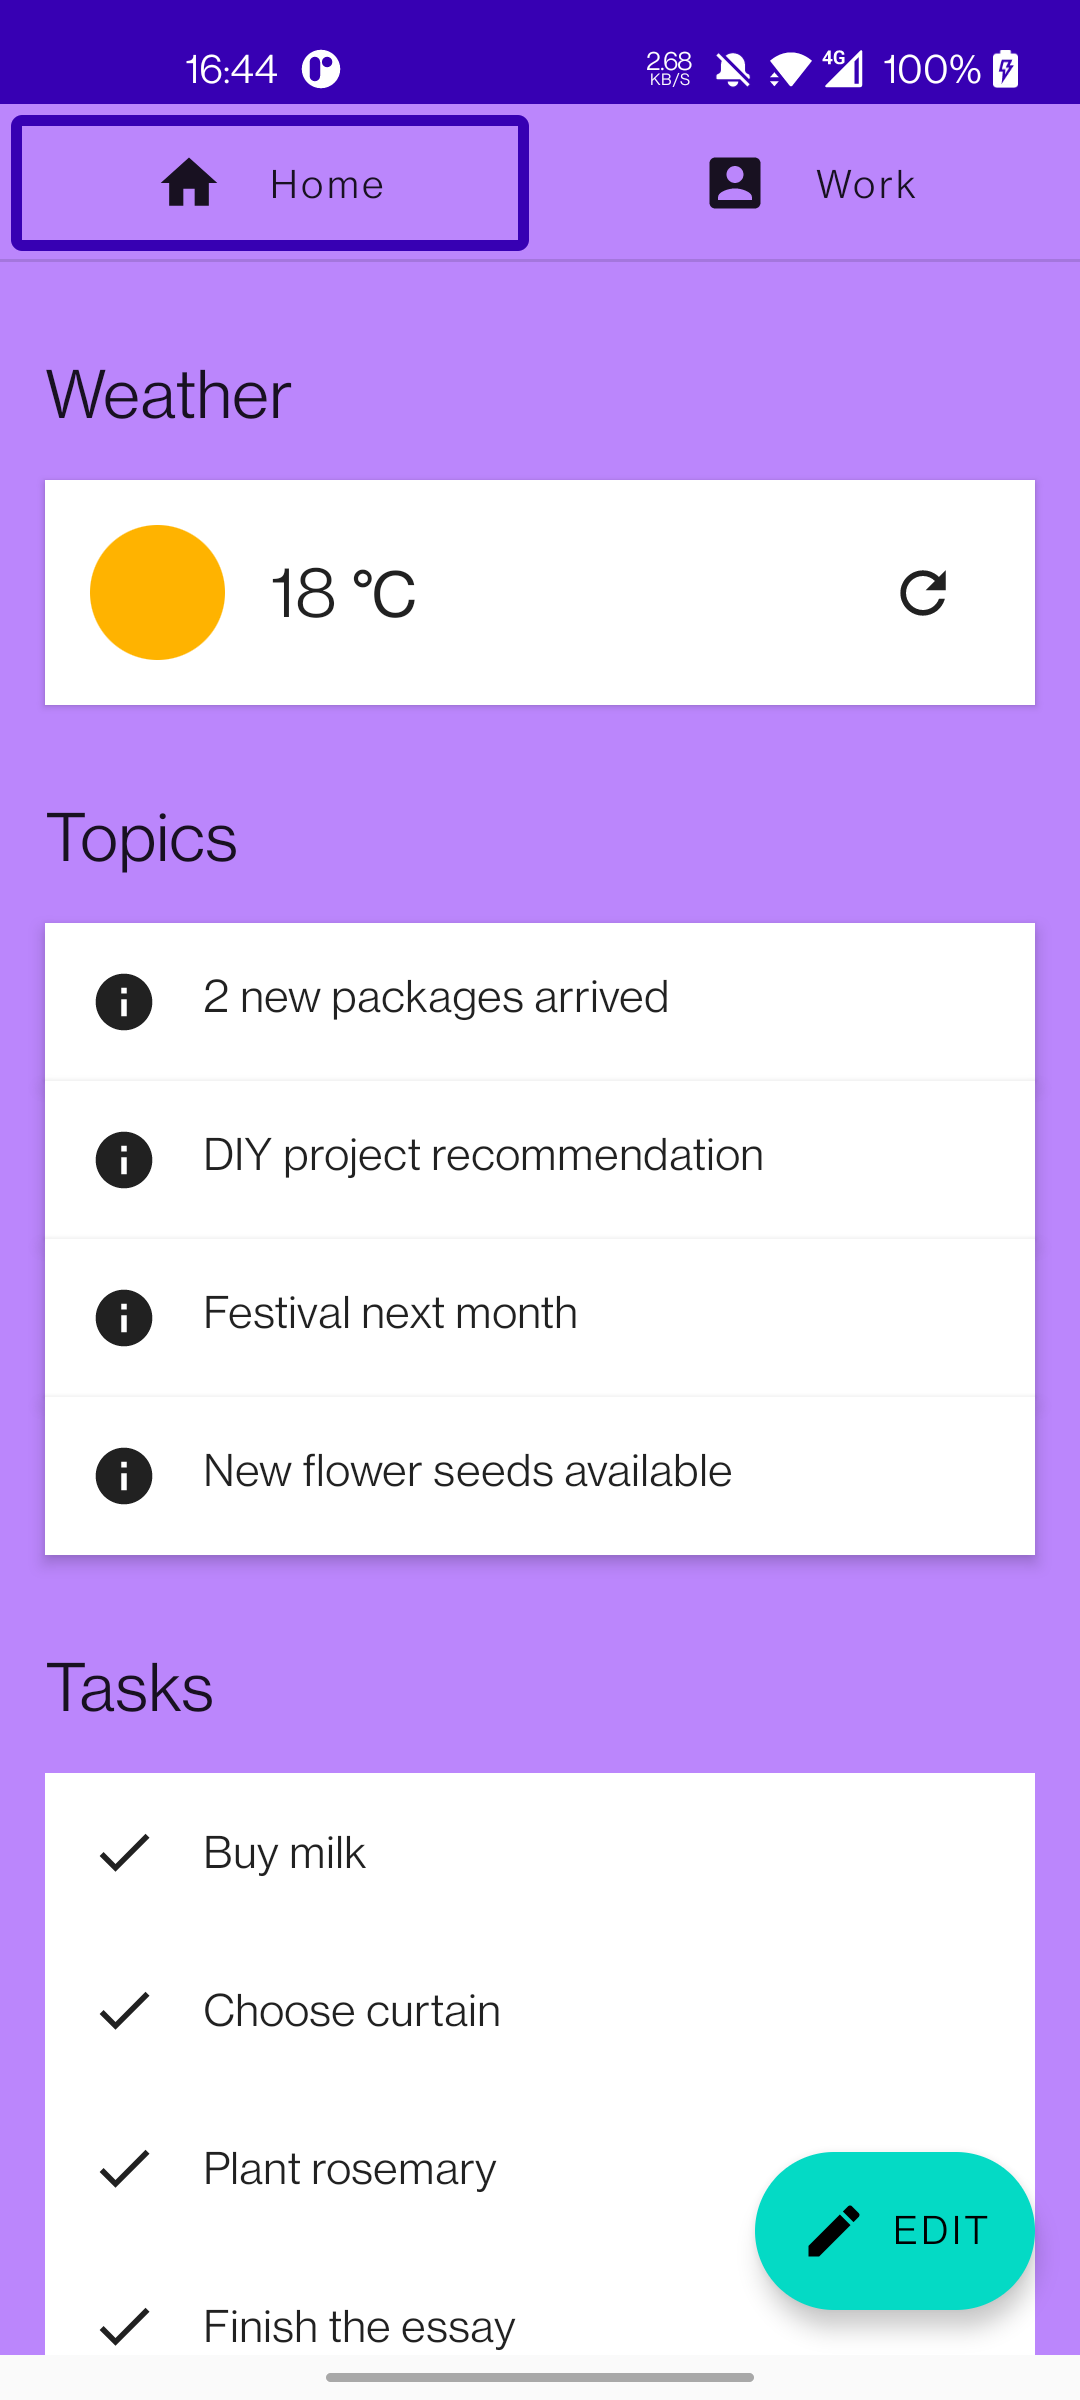 16:44
2.68
KB/S
4G
100%
Home
Work
Weather
18 °C
Topics
2 new packages arrived
DIY project recommendation
Festival next month
New flower seeds available
Tasks
Buy milk
Choose curtain
Plant rosemary
EDIT
Finish the essay